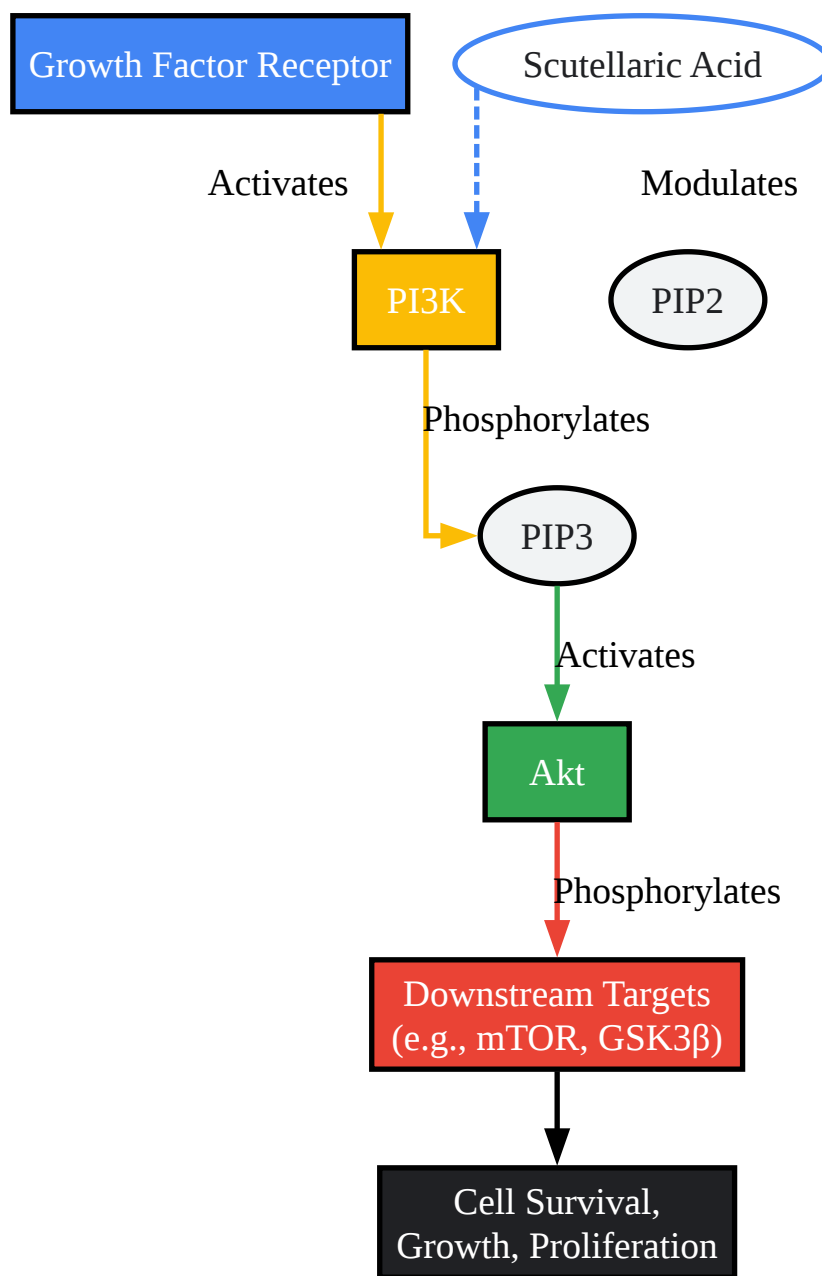 Growth Factor Receptor
Scutellaric Acid
Activates
Modulates
PI3K
PIP2
Phosphorylates
PIP3
Activates
Akt
Phosphorylates
Downstream Targets
(e.g., mTOR, GSK3β)
Cell Survival,
Growth, Proliferation